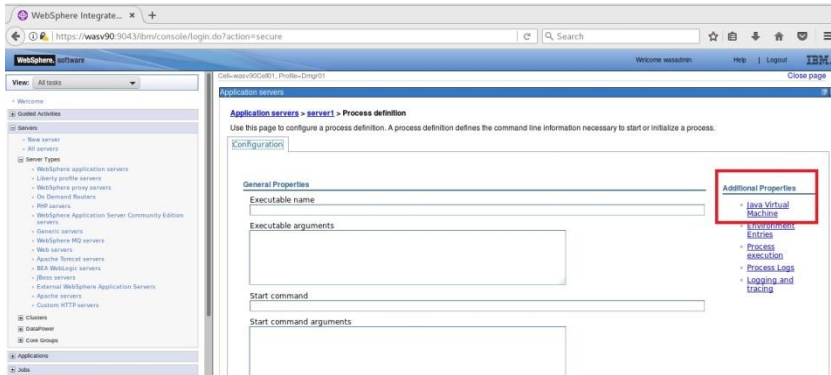 WebSphere Integrate... × +
https://wasv90:9043/ibm/console/login.do?action=secure
Search
WebSphere. software
Welcome wasadmin
Help | Logout
IBM.
View: All tasks
Cell=wasv90Cell01, Profile=Dmgr01
Close page
Welcome
Guided Activities
Servers
New server
All servers
Server Types
WebSphere application servers
Liberty profile servers
WebSphere proxy servers
On Demand Routers
PHP servers
WebSphere Application Server Community Edition
servers
Generic servers
WebSphere MQ servers
Web servers
Apache Tomcat servers
BEA WebLogic servers
JBoss servers
External WebSphere Application Servers
Apache servers
Custom HTTP servers
Clusters
DataPower
Core Groups
Applications
Jobs
Application servers
?
Application servers > server1 > Process definition
Use this page to configure a process definition. A process definition defines the command line information necessary to start or initialize a process.
Configuration
General Properties
Executable name
Executable arguments
Start command
Start command arguments
Additional Properties
Java Virtual
Machine
Environment
Entries
Process
execution
Process Logs
Logging and
tracing